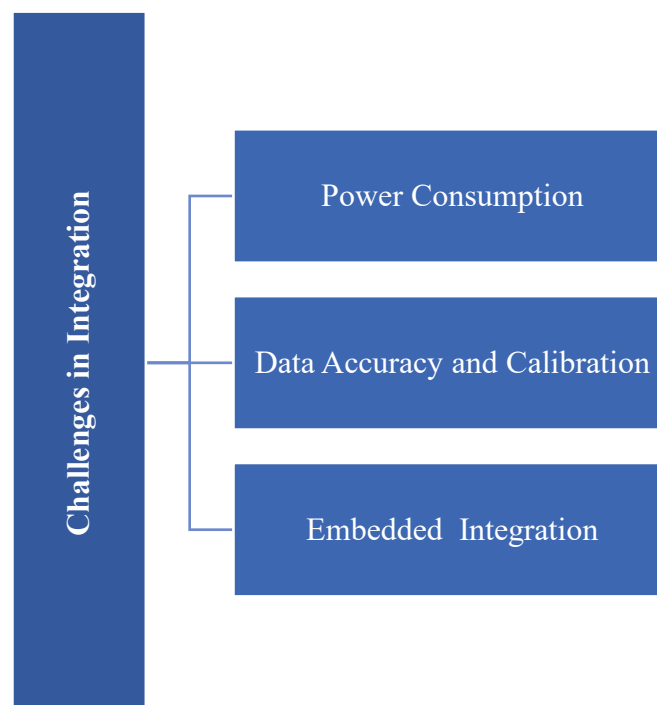 Challenges in Integration
Power Consumption
Data Accuracy and Calibration
Embedded  Integration